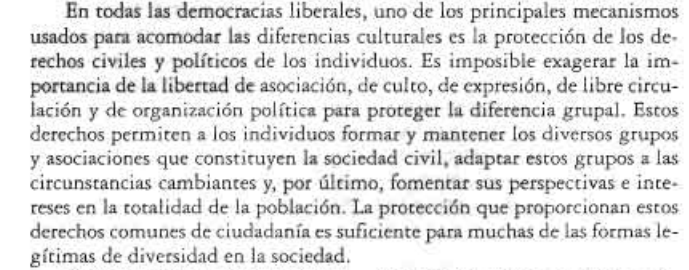 En todas las democracias liberales, uno de los principales mecanismos
usados para acomodar las diferencias culturales es la protección de los de-
rechos civiles y políticos de los individuos. Es imposible exagerar la im-
portancia de la libertad de asociación, de culto, de expresión, de libre circu-
lación y de organización política para proteger la diferencia grupal. Estos
derechos permiten a los individuos formar y mantener los diversos grupos
y asociaciones que constituyen la sociedad civil, adaptar estos grupos a las
circunstancias cambiantes y, por último, fomentar sus perspectivas e inte-
reses en la totalidad de la población. La protección que proporcionan estos
derechos comunes de ciudadanía es suficiente para muchas de las formas le-
gítimas de diversidad en la sociedad.